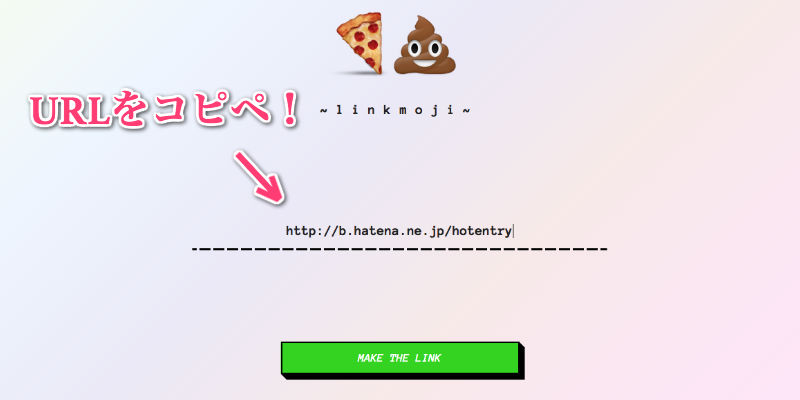 URLをコピペ！
~ l i n k m o j i ~
http://b.hatena.ne.jp/hotentry
MAKE THE LINK